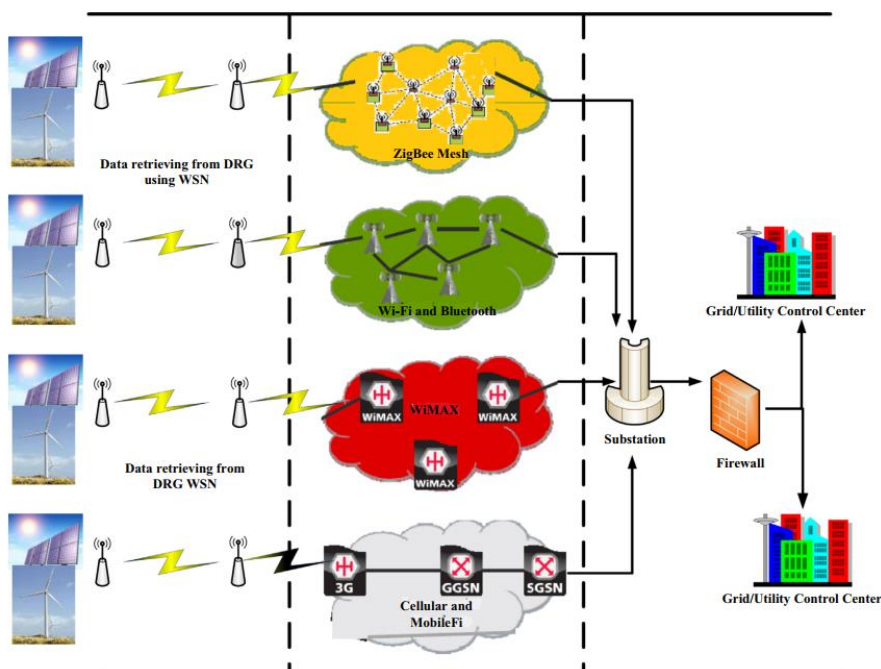 ZigBee Mesh
Data retrieving from DRG
using WSN
Wi-Fi and Bluetooth
Grid/Utility Control Center
WiMAX
WiMAX
WiMAX
WiMAX
Substation
Firewall
Data retrieving from
DRG WSN
3G
GGSN
SGSN
Cellular and
MobileFi
Grid/Utility Control Center